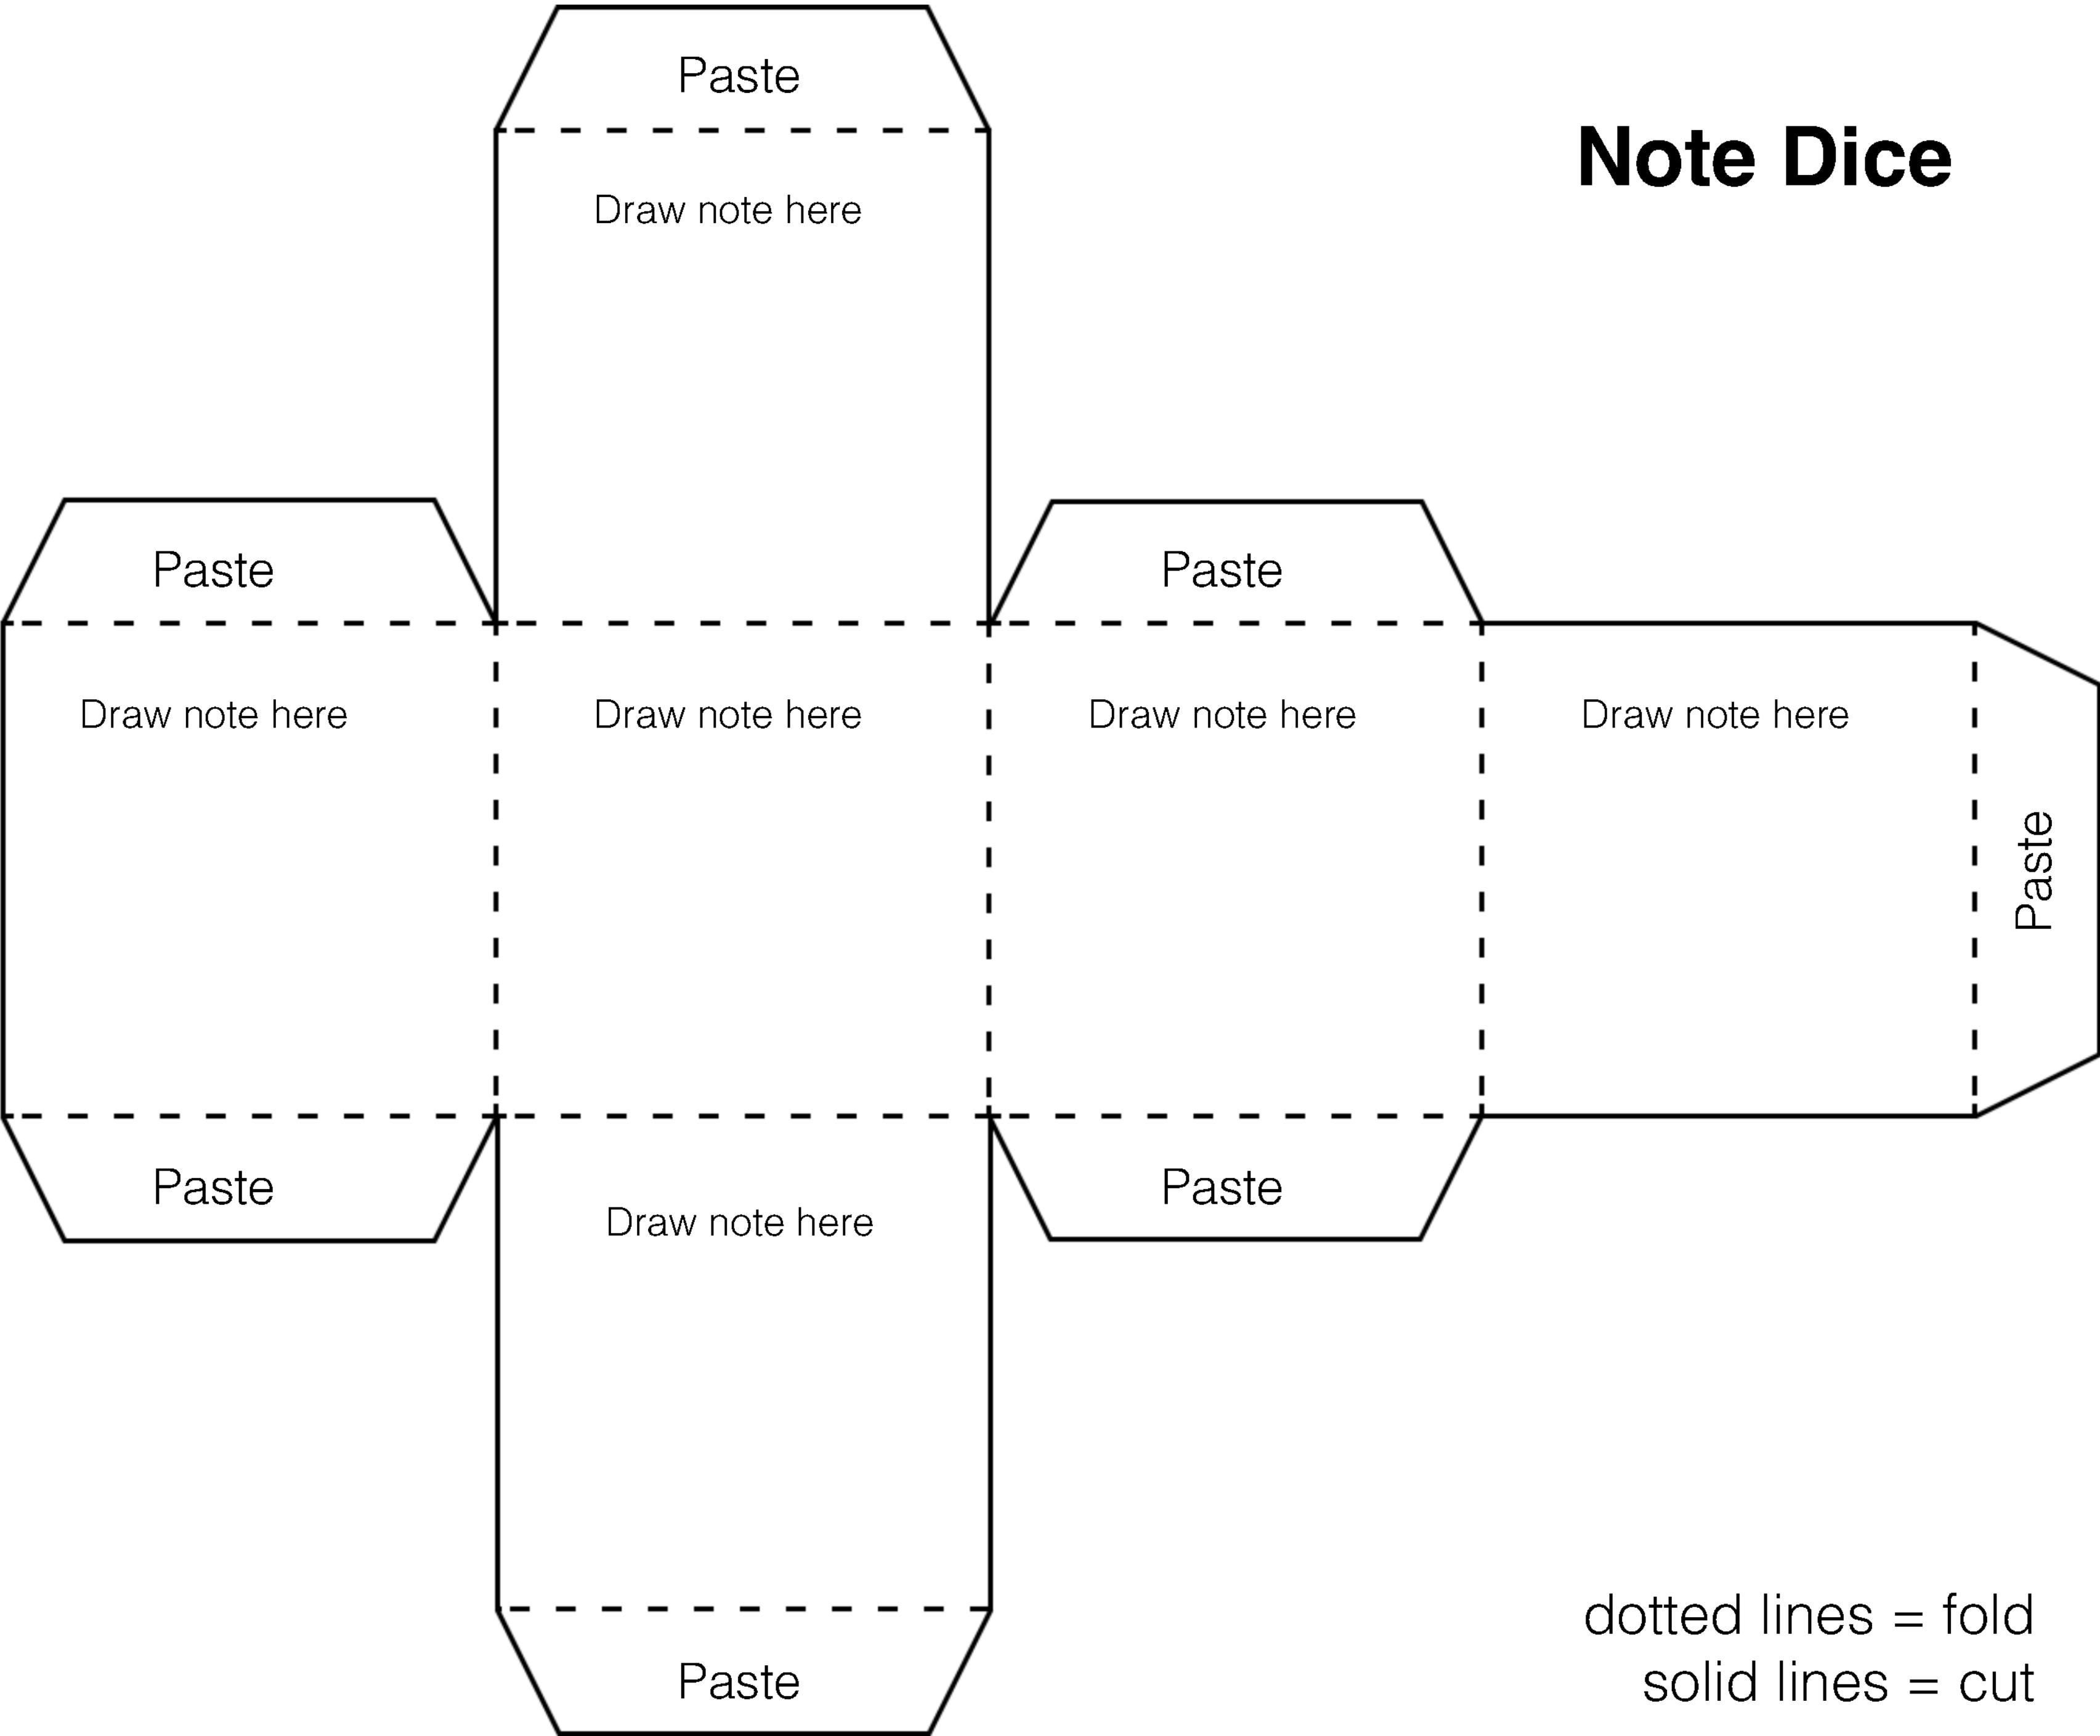 Paste
Note Dice
Draw note here
Paste
Paste
Draw note here
Draw note here
Draw note here
Draw note here
Paste
Paste
Paste
Draw note here
dotted lines = fold
solid lines = cut
Paste